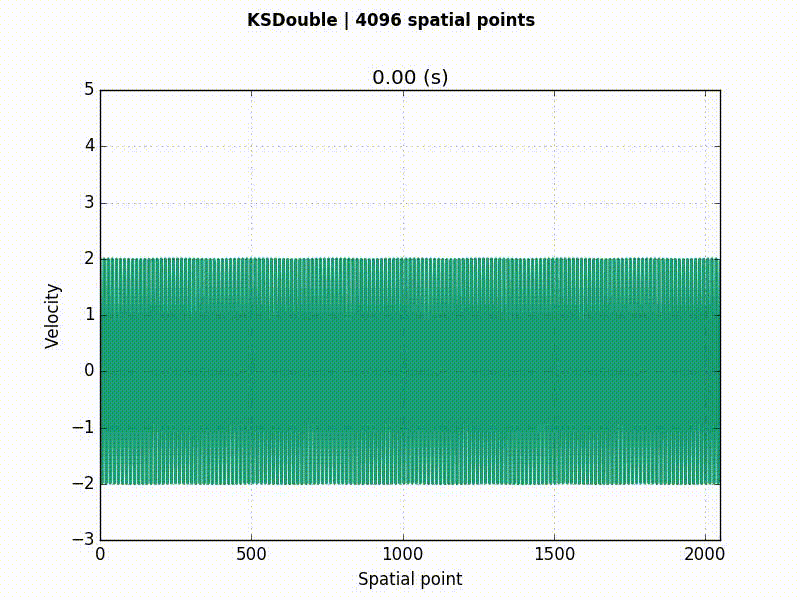 KSDouble | 4096 spatial points
0.00 (s)
5
4
3
2
1
0
−1
−2
−3
Velocity
0 500 1000 1500 2000
Spatial point